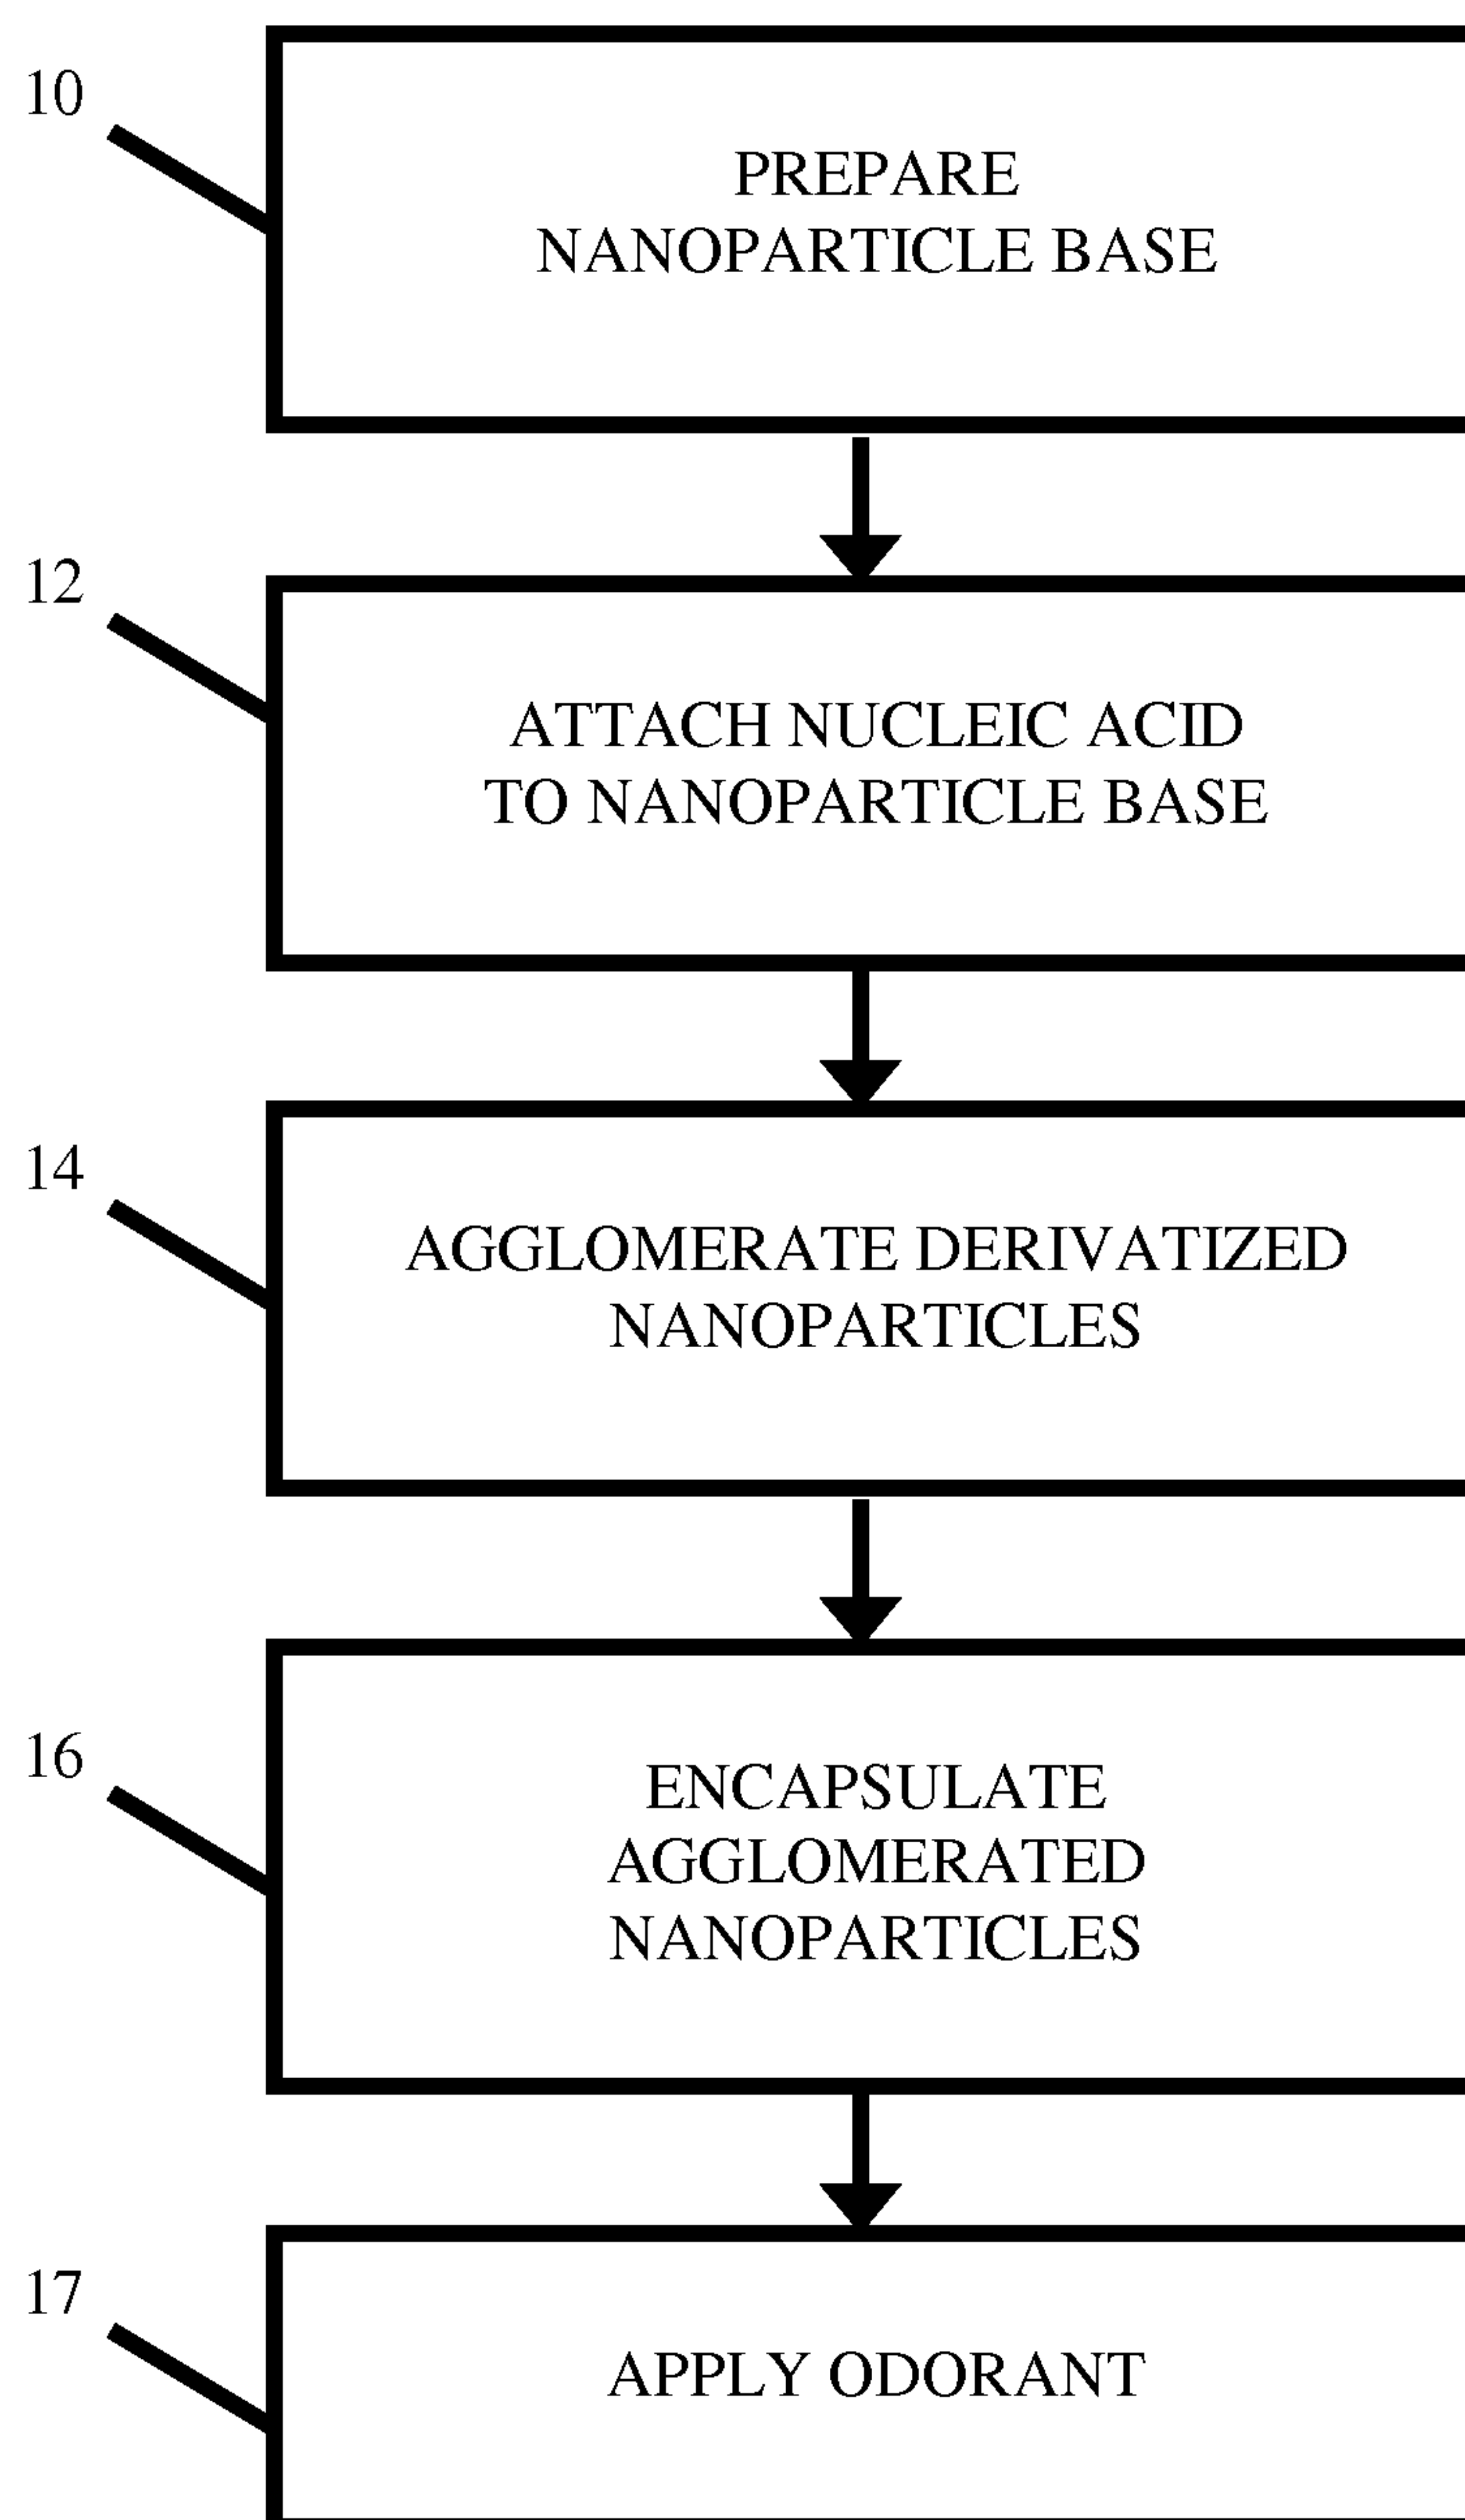 10
PREPARE
NANOPARTICLE BASE
12
ATTACH NUCLEIC ACID
TO NANOPARTICLE BASE
14
AGGLOMERATE DERIVATIZED
NANOPARTICLES
16
ENCAPSULATE
AGGLOMERATED
NANOPARTICLES
17
APPLY ODORANT